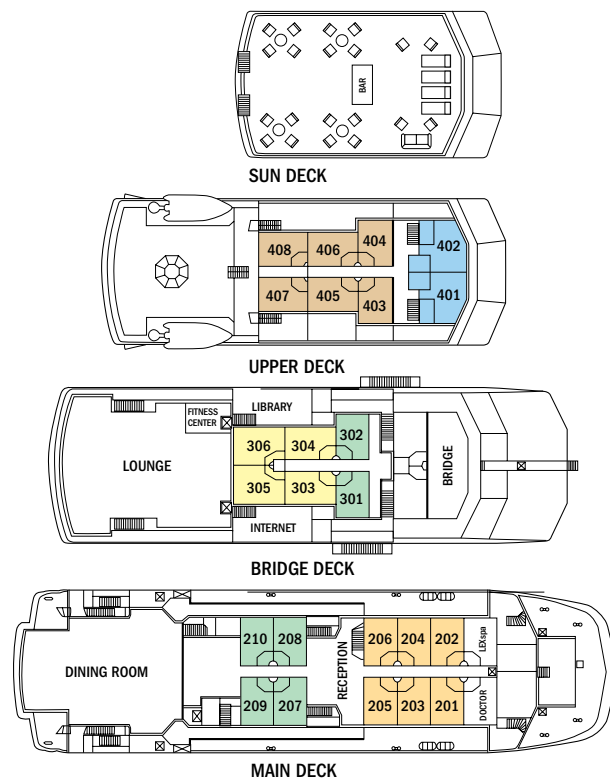 BAR
SUN DECK
408 406 404 402
407 405 403 401
UPPER DECK
FITNESS
CENTER
LIBRARY
LOUNGE
306 304 302
305 303 301
BRIDGE
INTERNET
BRIDGE DECK
DINING ROOM
210 208
209 207
RECEPTION
206 204 202
205 203 201
LEXspa
DOCTOR
MAIN DECK